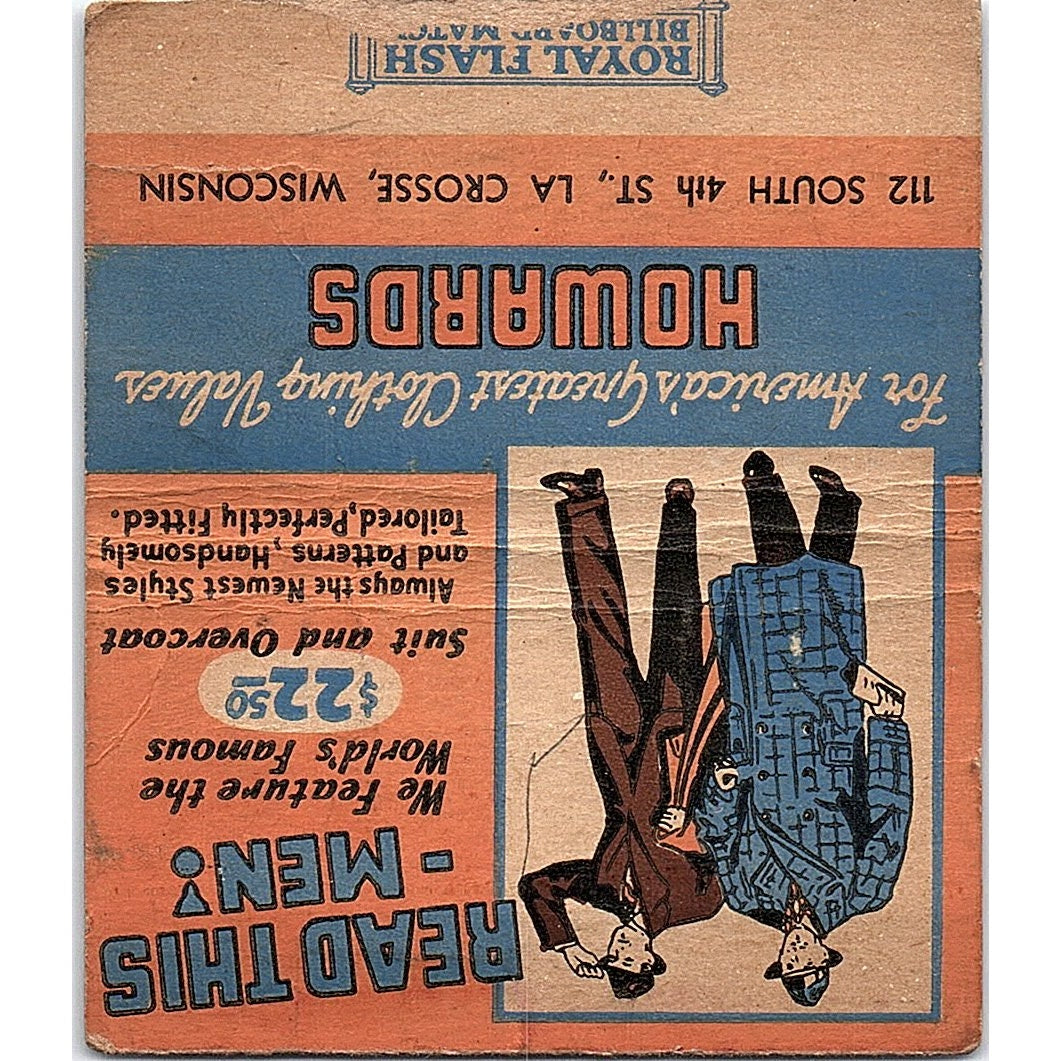 READ THIS
- MEN!
We Feature the
World's Famous
$22.50
Suit and Overcoat
Always the Newest Styles
and Patterns, Handsomely
Tailored, Perfectly Fitted.
For America's Greatest Clothing Values
HOWARDS
112 SOUTH 4th ST., LA CROSSE, WISCONSIN
ROYAL FLASH
BILLBOARD MATC